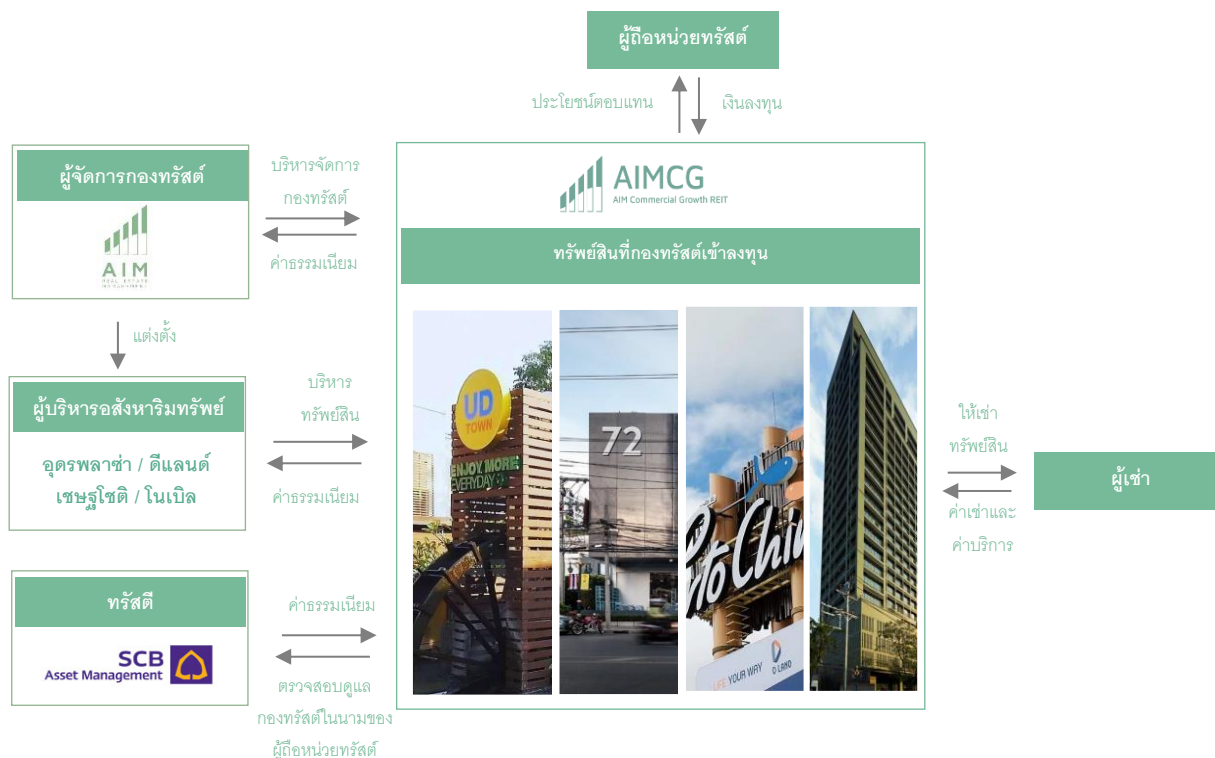 ผู้ถือหน่วยทรัสต์
ประโยชน์ตอบแทน
เงินลงทุน
ผู้จัดการกองทรัสต์
AIM
REAL ESTATE
MANAGEMENT
บริหารจัดการ
กองทรัสต์
ค่าธรรมเนียม
AIMCG
AIM Commercial Growth REIT
ทรัพย์สินที่กองทรัสต์เข้าลงทุน
แต่งตั้ง
ผู้บริหารอสังหาริมทรัพย์
อุดรพลาซ่า / ดีแลนด์
เชษฐโชติ / โนเบิล
บริหาร
ทรัพย์สิน
ค่าธรรมเนียม
UD
TOWN
ENJOY MORE
EVERYDAY
72
Porto Chino
LIFE YOUR WAY
D LAND
ให้เช่า
ทรัพย์สิน
ค่าเช่าและ
ค่าบริการ
ผู้เช่า
ทรัสตี
SCB
Asset Management
ค่าธรรมเนียม
ตรวจสอบดูแล
กองทรัสต์ในนามของ
ผู้ถือหน่วยทรัสต์